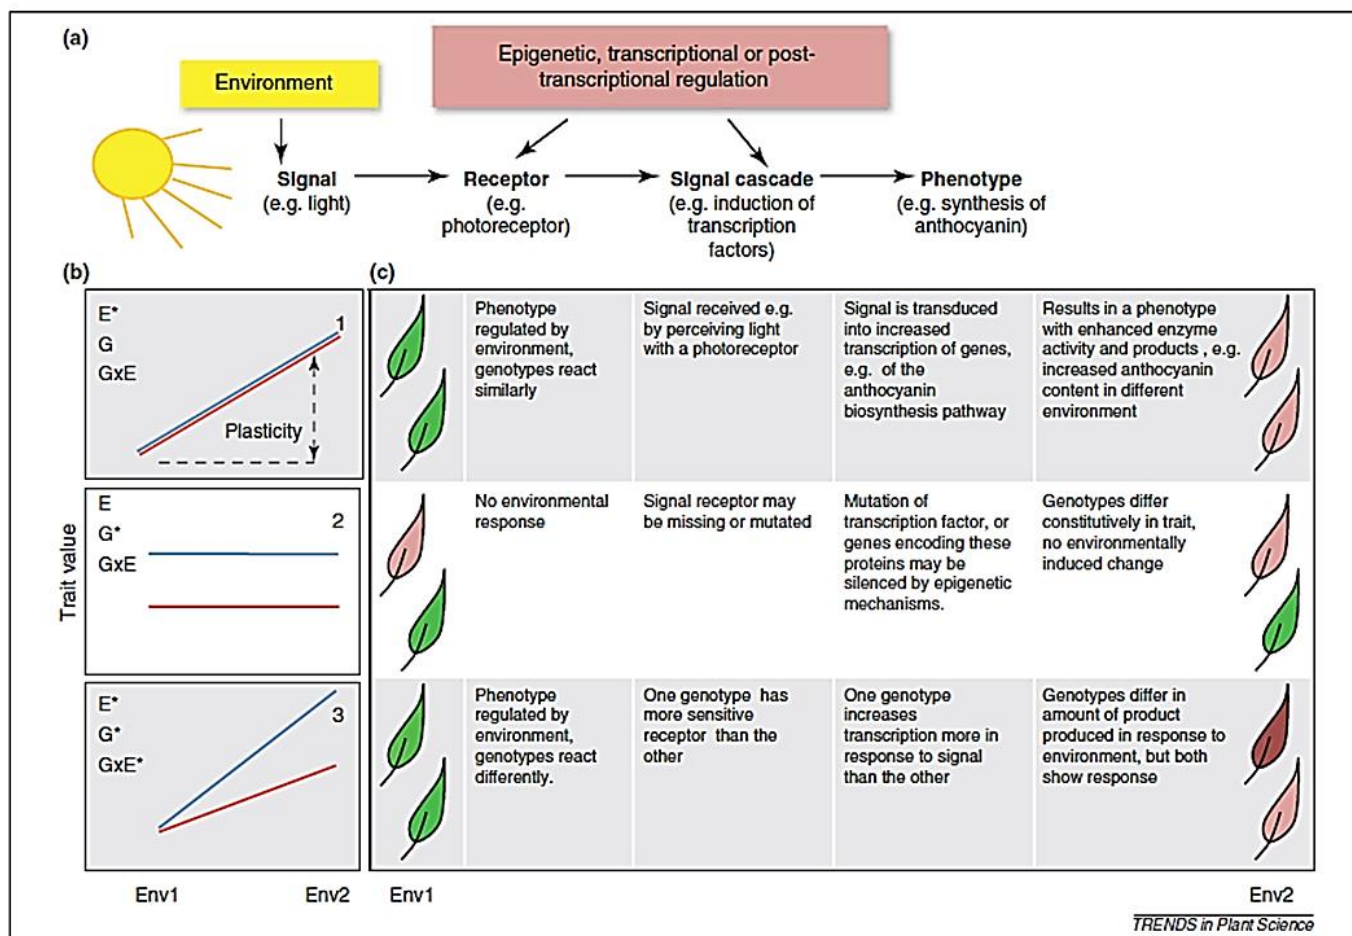 (a)
Environment
Epigenetic, transcriptional or post-
transcriptional regulation
Signal
(e.g. light)
Receptor
(e.g.
photoreceptor)
Signal cascade
(e.g. induction of
transcription
factors)
Phenotype
(e.g. synthesis of
anthocyanin)
(b)
E*
G
GxE
1
Plasticity
E
G*
GxE
2
E*
G*
GxE*
3
Trait value
Env1
Env2
(c)
Phenotype
regulated by
environment,
genotypes react
similarly
Signal received e.g.
by perceiving light
with a photoreceptor
Signal is transduced
into increased
transcription of genes,
e.g. of the
anthocyanin
biosynthesis pathway
Results in a phenotype
with enhanced enzyme
activity and products , e.g.
increased anthocyanin
content in different
environment
No environmental
response
Signal receptor may
be missing or mutated
Mutation of
transcription factor, or
genes encoding these
proteins may be
silenced by epigenetic
mechanisms.
Genotypes differ
constitutively in trait,
no environmentally
induced change
Phenotype
regulated by
environment,
genotypes react
differently.
One genotype has
more sensitive
receptor than the
other
One genotype
increases
transcription more in
response to signal
than the other
Genotypes differ in
amount of product
produced in response to
environment, but both
show response
Env1
Env2
TRENDS in Plant Science